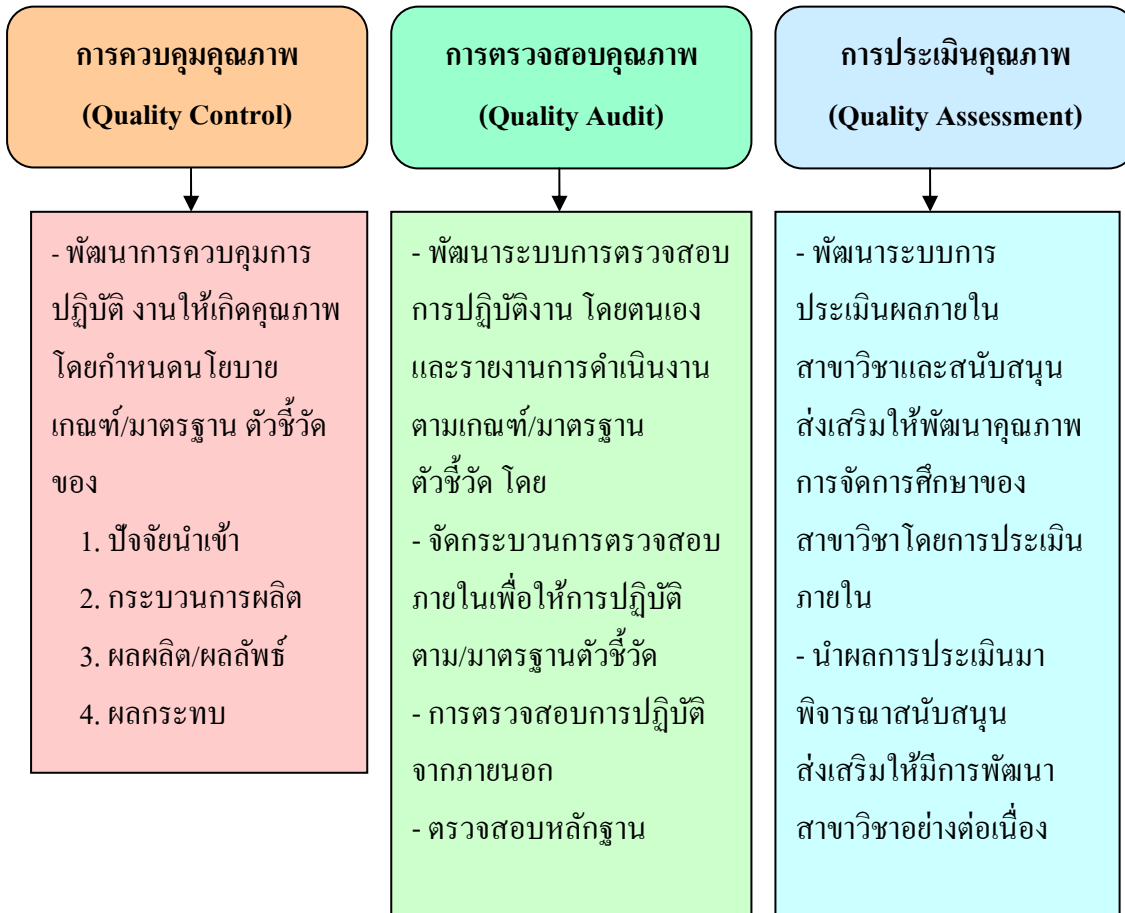 การควบคุมคุณภาพ
(Quality Control)
- พัฒนาการควบคุมการ
ปฏิบัติ งานให้เกิดคุณภาพ
โดยกำหนดนโยบาย
เกณฑ์/มาตรฐาน ตัวชี้วัด
ของ
1. ปัจจัยนำเข้า
2. กระบวนการผลิต
3. ผลผลิต/ผลลัพธ์
4. ผลกระทบ
การตรวจสอบคุณภาพ
(Quality Audit)
- พัฒนาระบบการตรวจสอบ
การปฏิบัติงาน โดยตนเอง
และรายงานการดำเนินงาน
ตามเกณฑ์/มาตรฐาน
ตัวชี้วัด โดย
- จัดกระบวนการตรวจสอบ
ภายในเพื่อให้การปฏิบัติ
ตาม/มาตรฐานตัวชี้วัด
- การตรวจสอบการปฏิบัติ
จากภายนอก
- ตรวจสอบหลักฐาน
การประเมินคุณภาพ
(Quality Assessment)
- พัฒนาระบบการ
ประเมินผลภายใน
สาขาวิชาและสนับสนุน
ส่งเสริมให้พัฒนาคุณภาพ
การจัดการศึกษาของ
สาขาวิชาโดยการประเมิน
ภายใน
- นำผลการประเมินมา
พิจารณาสนับสนุน
ส่งเสริมให้มีการพัฒนา
สาขาวิชาอย่างต่อเนื่อง